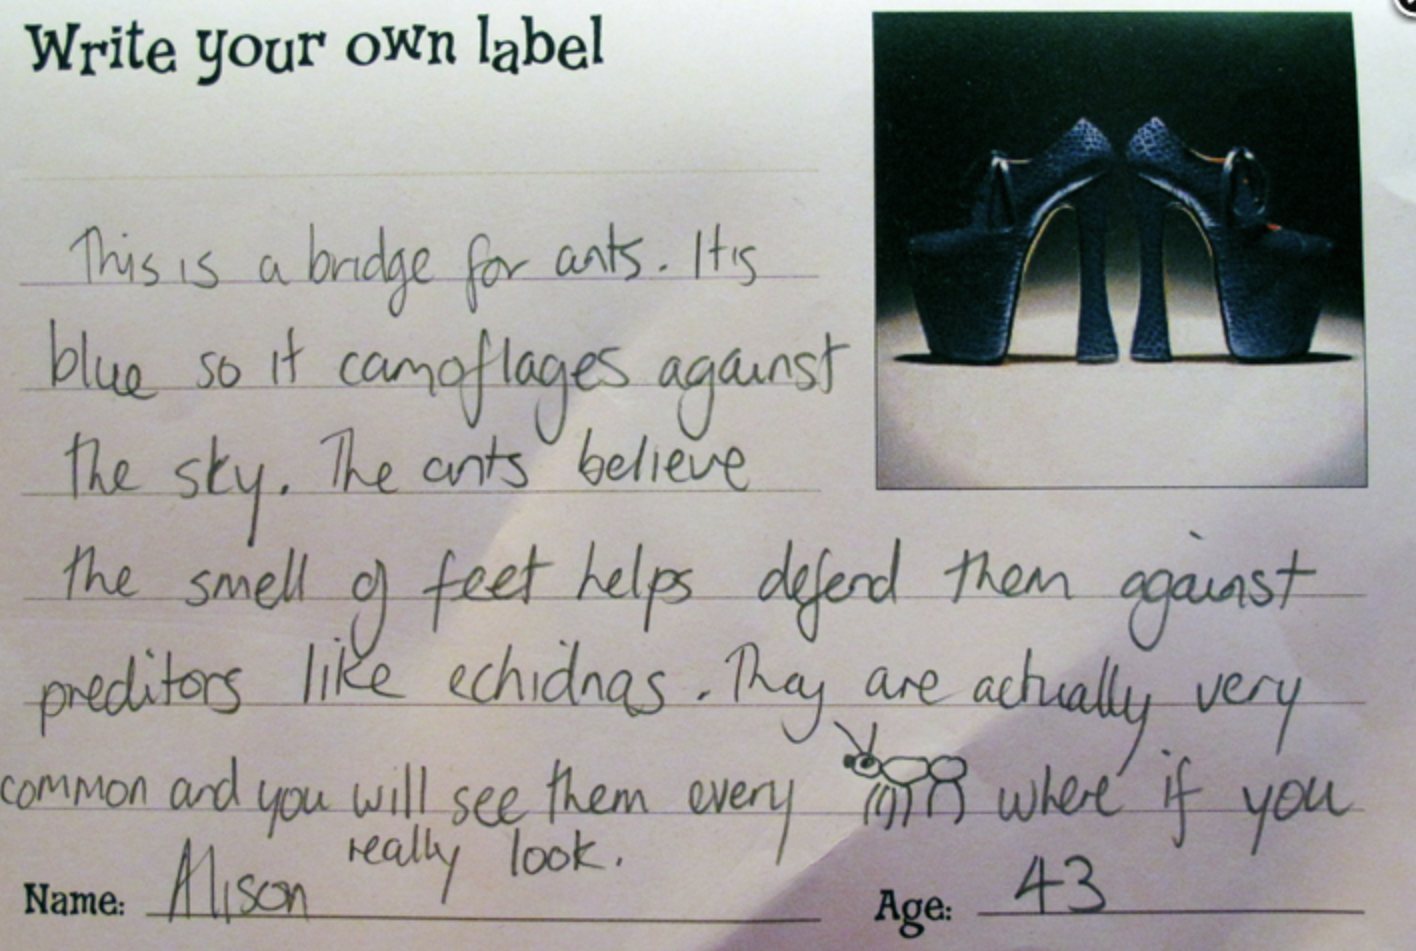 Write your own label
This is a bridge for ants. It is
blue so it camoflages against
the sky. The ants believe
the smell of feet helps defend them against
preditors like echidnas. They are actually very
common and you will see them every where if you
really look.
Name: Alison Age: 43